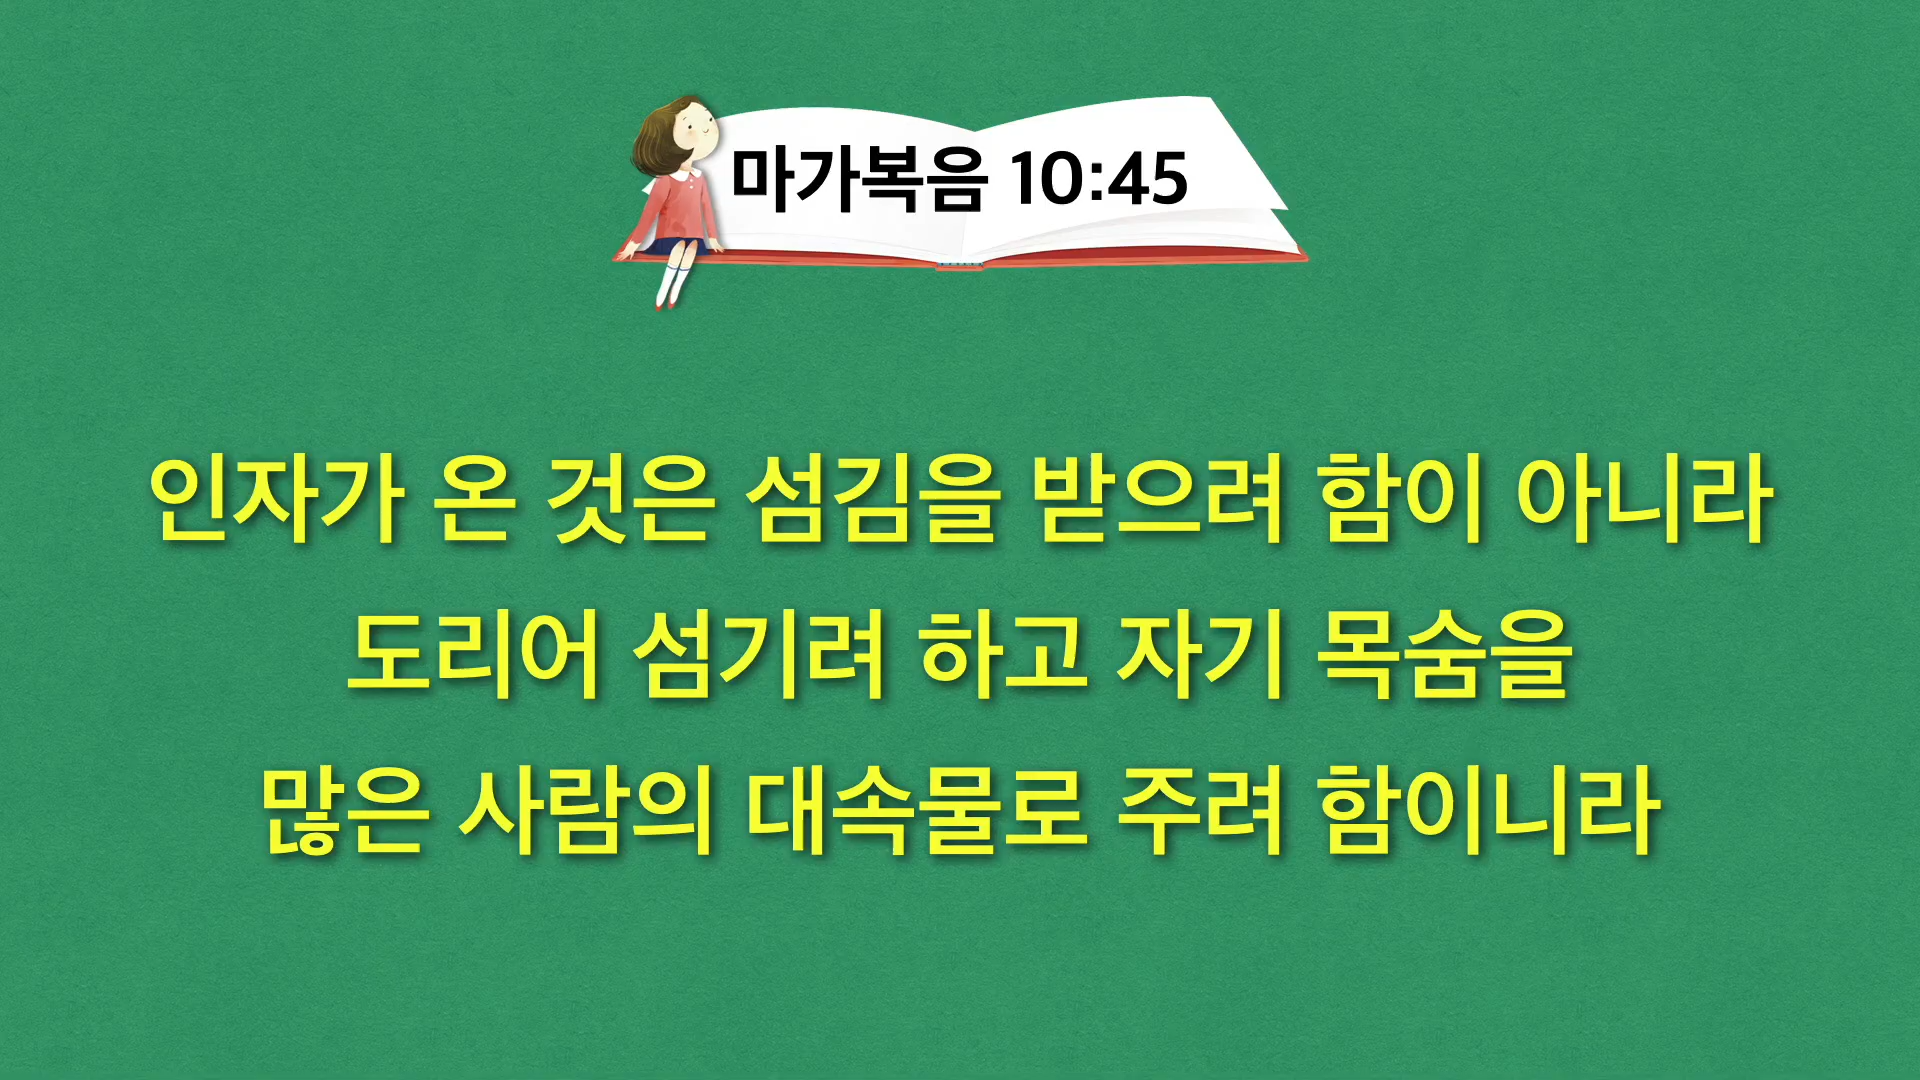 마가복음 10:45
인자가 온 것은 섬김을 받으려 함이 아니라
도리어 섬기려 하고 자기 목숨을
많은 사람의 대속물로 주려 함이니라